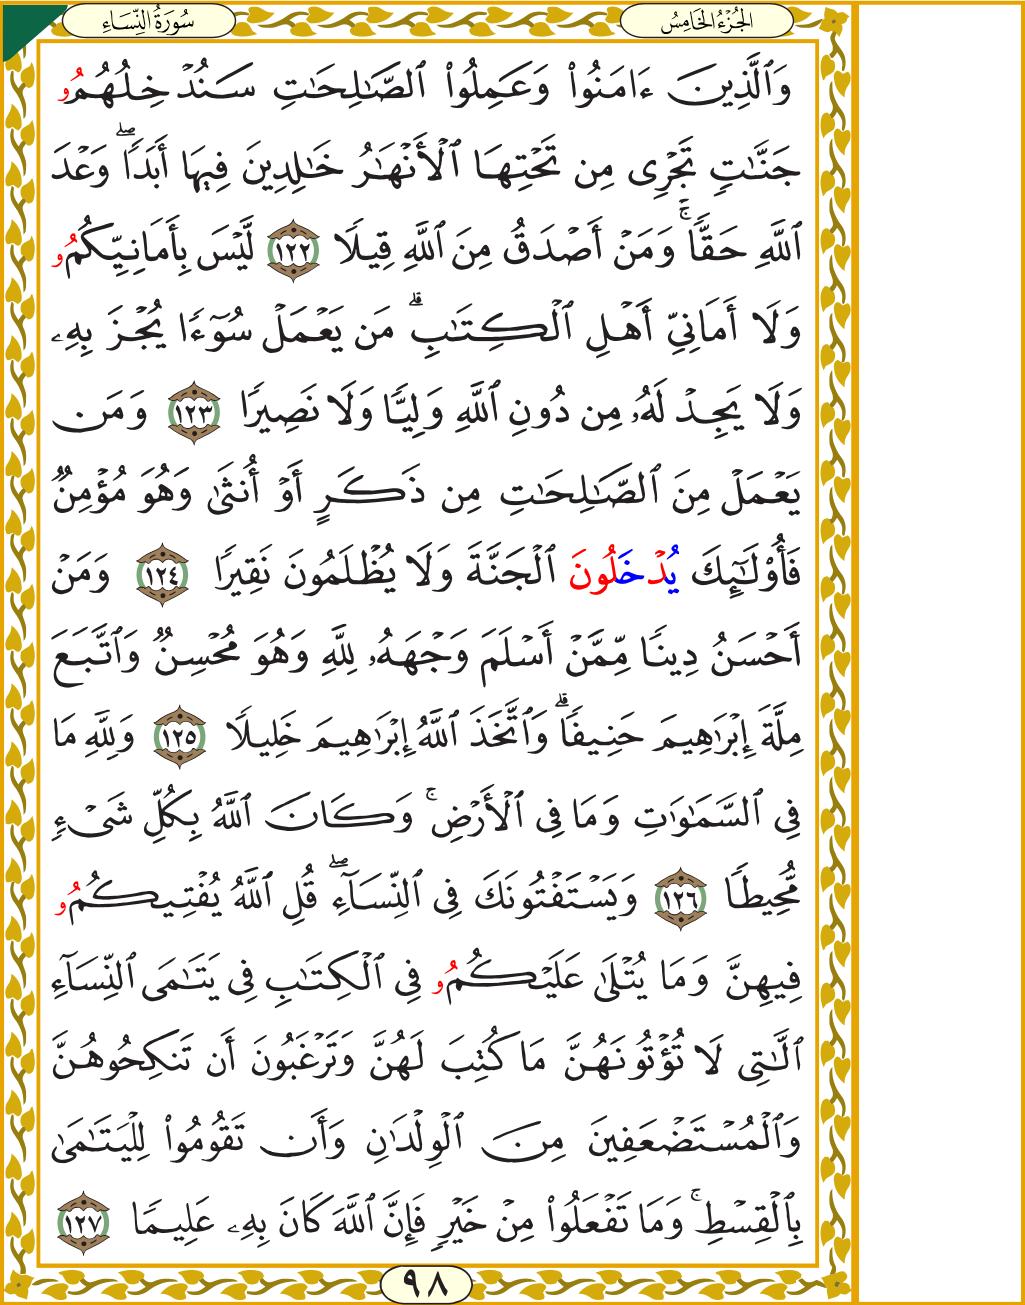 سُورَةُ النِّسَاءِ
الجُزْءُ الخَامِسُ
وَٱلَّذِينَ ءَامَنُواْ وَعَمِلُواْ ٱلصَّٰلِحَٰتِ سَنُدْخِلُهُمُۥ
جَنَّٰتٖ تَجْرِي مِن تَحْتِهَا ٱلْأَنْهَٰرُ خَٰلِدِينَ فِيهَا أَبَدٗاۖ وَعْدَ
ٱللَّهِ حَقّٗاۚ وَمَنْ أَصْدَقُ مِنَ ٱللَّهِ قِيلٗا ١٢٢ لَّيْسَ بِأَمَانِيِّكُمُۥ
وَلَا أَمَانِيِّ أَهْلِ ٱلْكِتَٰبِۗ مَن يَعْمَلْ سُوٓءٗا يُجْزَ بِهِۦ
وَلَا يَجِدْ لَهُۥ مِن دُونِ ٱللَّهِ وَلِيّٗا وَلَا نَصِيرٗا ١٢٣ وَمَن
يَعْمَلْ مِنَ ٱلصَّٰلِحَٰتِ مِن ذَكَرٍ أَوْ أُنثَىٰ وَهُوَ مُؤْمِنٞ
فَأُوْلَٰٓئِكَ يُدْخَلُونَ ٱلْجَنَّةَ وَلَا يُظْلَمُونَ نَقِيرٗا ١٢٤ وَمَنْ
أَحْسَنُ دِينٗا مِّمَّنْ أَسْلَمَ وَجْهَهُۥ لِلَّهِ وَهُوَ مُحْسِنٞ وَٱتَّبَعَ
مِلَّةَ إِبْرَٰهِيمَ حَنِيفٗاۗ وَٱتَّخَذَ ٱللَّهُ إِبْرَٰهِيمَ خَلِيلٗا ١٢٥ وَلِلَّهِ مَا
فِي ٱلسَّمَٰوَٰتِ وَمَا فِي ٱلْأَرْضِۚ وَكَانَ ٱللَّهُ بِكُلِّ شَيْءٖ
مُّحِيطٗا ١٢٦ وَيَسْتَفْتُونَكَ فِي ٱلنِّسَآءِۖ قُلِ ٱللَّهُ يُفْتِيكُمُۥ
فِيهِنَّ وَمَا يُتْلَىٰ عَلَيْكُمُۥ فِي ٱلْكِتَٰبِ فِي يَتَٰمَى ٱلنِّسَآءِ
ٱلَّٰتِي لَا تُؤْتُونَهُنَّ مَا كُتِبَ لَهُنَّ وَتَرْغَبُونَ أَن تَنكِحُوهُنَّ
وَٱلْمُسْتَضْعَفِينَ مِنَ ٱلْوِلْدَٰنِ وَأَن تَقُومُواْ لِلْيَتَٰمَىٰ
بِٱلْقِسْطِۚ وَمَا تَفْعَلُواْ مِنْ خَيْرٖ فَإِنَّ ٱللَّهَ كَانَ بِهِۦ عَلِيمٗا ١٢٧
٩٨